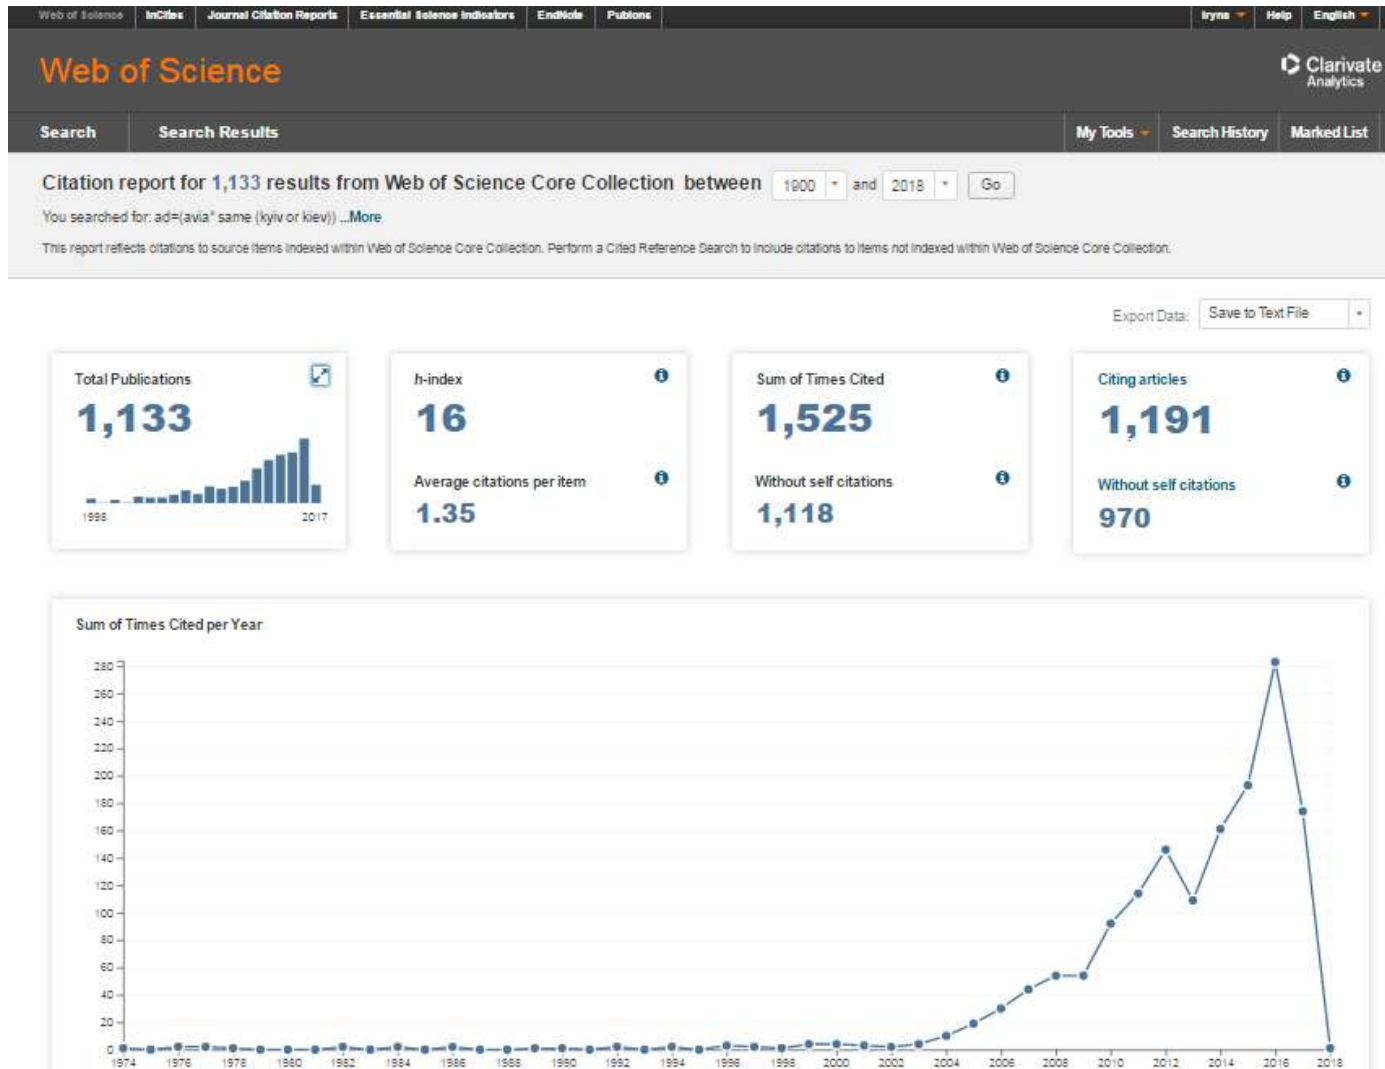 Web of Science InCites Journal Citation Reports Essential Science Indicators EndNote Publons Iryna Help English
Web of Science
Clarivate
Analytics
Search Search Results My Tools Search History Marked List
Citation report for 1,133 results from Web of Science Core Collection between 1900 and 2018 Go
You searched for: ad=(avia* same (kyiv or kiev)) ...More
This report reflects citations to source items indexed within Web of Science Core Collection. Perform a Cited Reference Search to include citations to items not indexed within Web of Science Core Collection.
Export Data: Save to Text File
Total Publications
1,133
1998 2017
h-index
16
Average citations per item
1.35
Sum of Times Cited
1,525
Without self citations
1,118
Citing articles
1,191
Without self citations
970
Sum of Times Cited per Year
280
260
240
220
200
180
160
140
120
100
80
60
40
20
0
1974 1976 1978 1980 1982 1984 1986 1988 1990 1992 1994 1996 1998 2000 2002 2004 2006 2008 2010 2012 2014 2016 2018